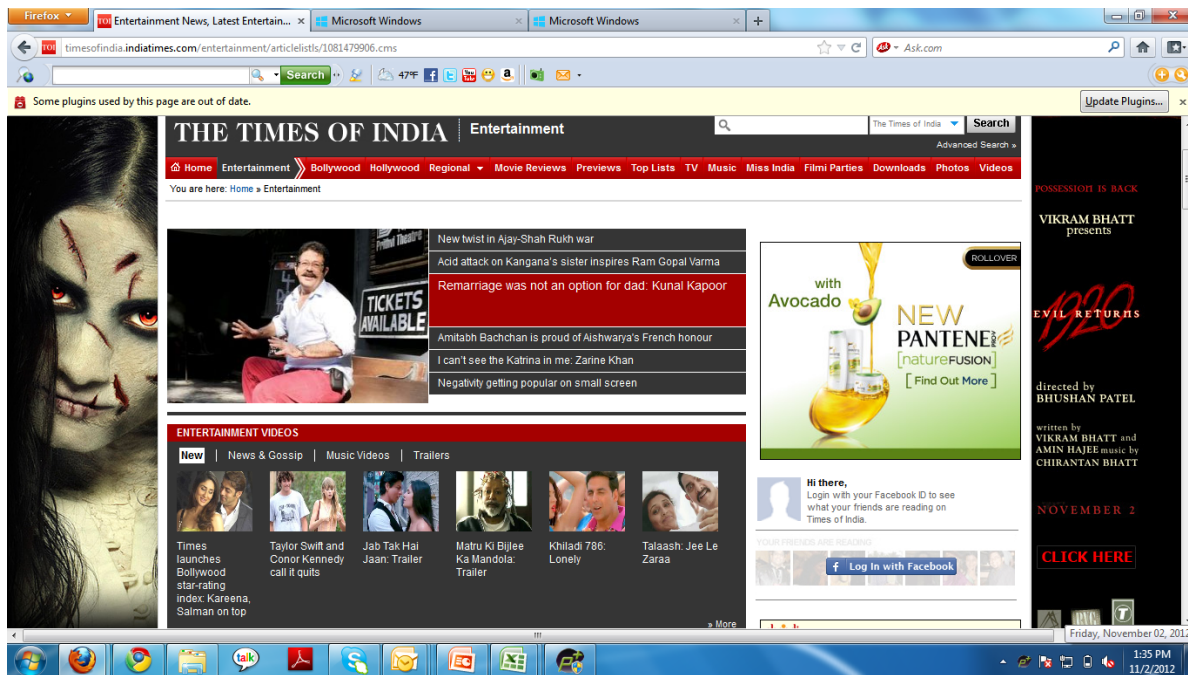 Firefox
TOI Entertainment News, Latest Entertain...
Microsoft Windows
Microsoft Windows
TOI timesofindia.indiatimes.com/entertainment/articlelistls/1081479906.cms
Ask Ask.com
Search
47°F
You Tube
a
Some plugins used by this page are out of date.
Update Plugins...
THE TIMES OF INDIA Entertainment
The Times of India
Search
Advanced Search »
Home Entertainment Bollywood Hollywood Regional Movie Reviews Previews Top Lists TV Music Miss India Filmi Parties Downloads Photos Videos
You are here: Home » Entertainment
Prithvi Theatre
TICKETS
AVAILABLE
New twist in Ajay-Shah Rukh war
Acid attack on Kangana's sister inspires Ram Gopal Varma
Remarriage was not an option for dad: Kunal Kapoor
Amitabh Bachchan is proud of Aishwarya's French honour
I can't see the Katrina in me: Zarine Khan
Negativity getting popular on small screen
ENTERTAINMENT VIDEOS
New | News & Gossip | Music Videos | Trailers
Times
launches
Bollywood
star-rating
index: Kareena,
Salman on top
Taylor Swift and
Conor Kennedy
call it quits
Jab Tak Hai
Jaan: Trailer
Matru Ki Bijlee
Ka Mandola:
Trailer
Khiladi 786:
Lonely
Talaash: Jee Le
Zaraa
» More
ROLLOVER
with
Avocado
NEW
PANTENE
PRO-V
[natureFUSION]
[ Find Out More ]
Hi there,
Login with your Facebook ID to see
what your friends are reading on
Times of India.
YOUR FRIENDS ARE READING
f Log In with Facebook
POSSESSION IS BACK
VIKRAM BHATT
presents
1920
EVIL RETURNS
directed by
BHUSHAN PATEL
written by
VIKRAM BHATT and
AMIN HAJEE music by
CHIRANTAN BHATT
NOVEMBER 2
CLICK HERE
Friday, November 02, 2012
talk
1:35 PM
11/2/2012